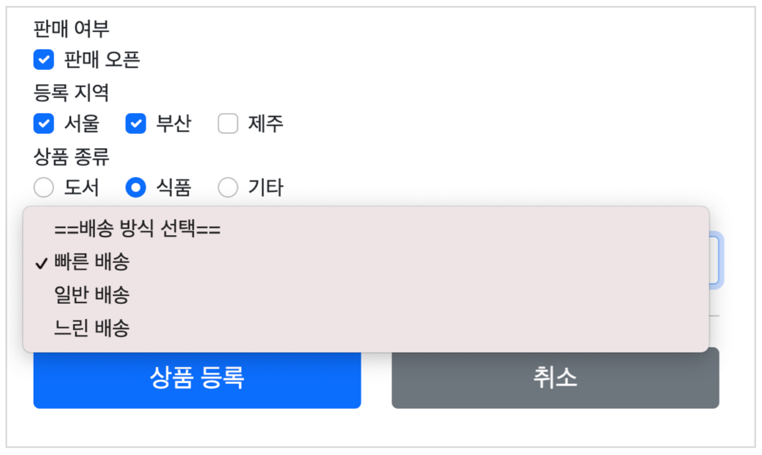 판매 여부
판매 오픈
등록 지역
서울 부산 제주
상품 종류
도서 식품 기타
==배송 방식 선택==
빠른 배송
일반 배송
느린 배송
상품 등록 취소